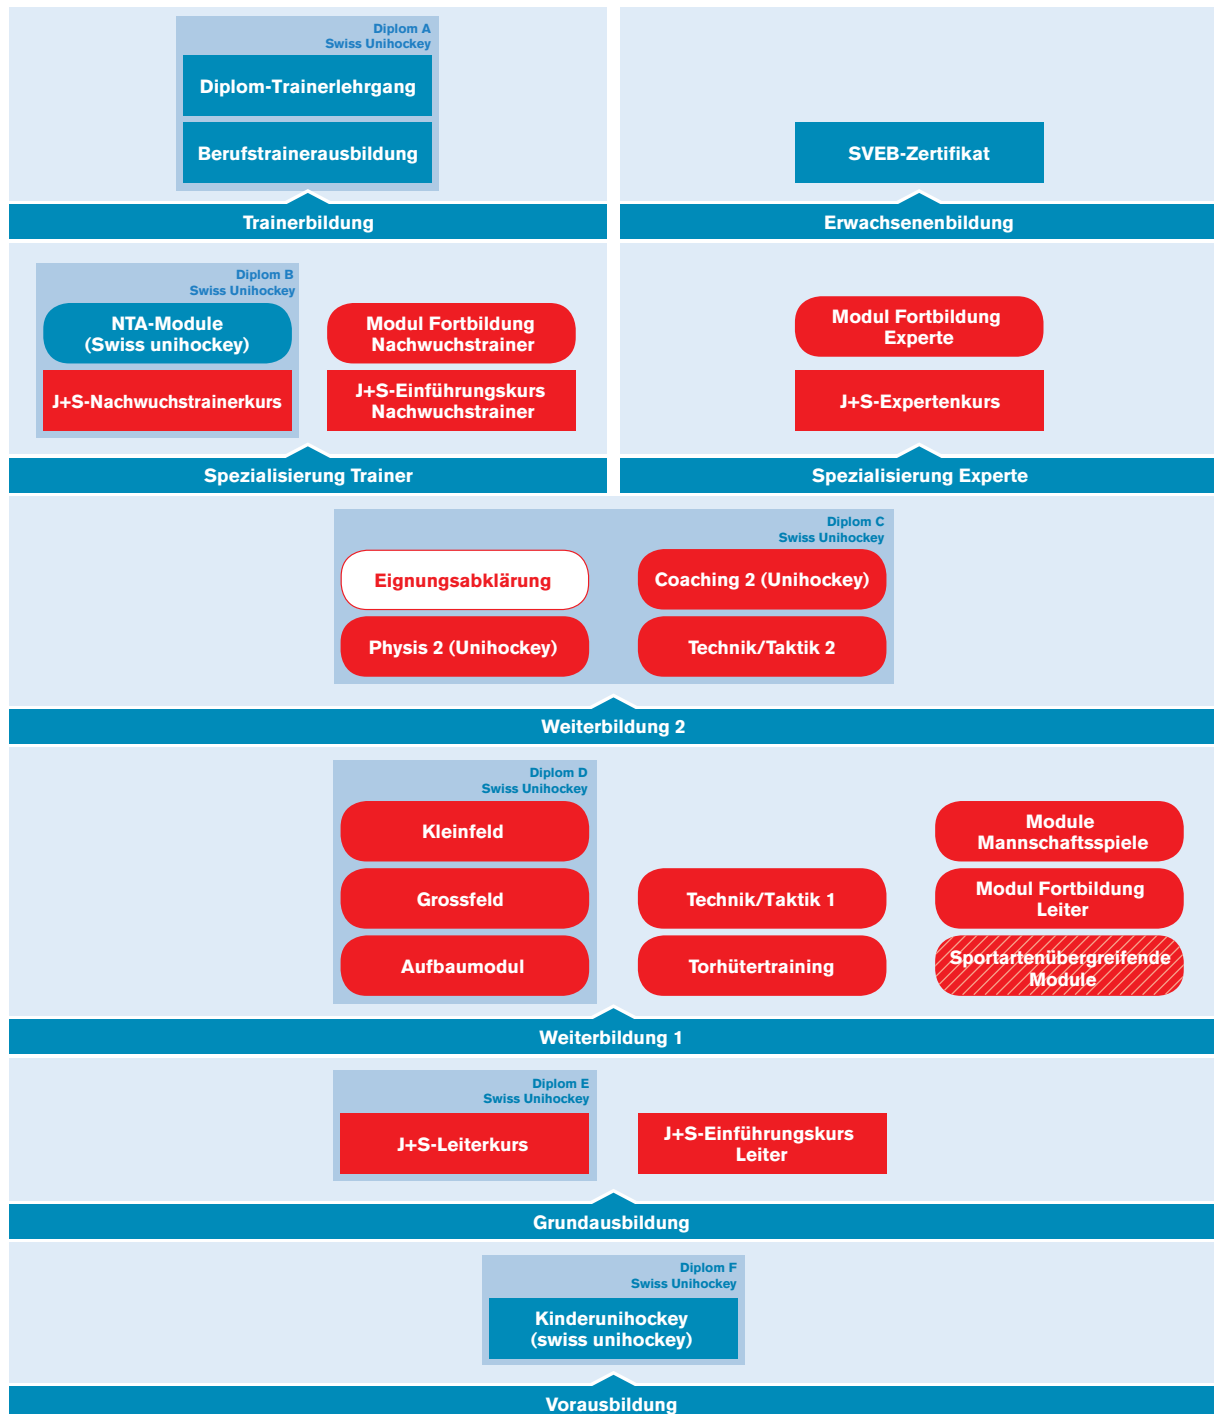 Diplom A
Swiss Unihockey
Diplom-Trainerlehrgang
Berufstrainerausbildung
SVEB-Zertifikat
Trainerbildung
Erwachsenenbildung
Diplom B
Swiss Unihockey
NTA-Module
(Swiss unihockey)
Modul Fortbildung
Nachwuchstrainer
Modul Fortbildung
Experte
J+S-Nachwuchstrainerkurs
J+S-Einführungskurs
Nachwuchstrainer
J+S-Expertenkurs
Spezialisierung Trainer
Spezialisierung Experte
Diplom C
Swiss Unihockey
Eignungsabklärung
Coaching 2 (Unihockey)
Physis 2 (Unihockey)
Technik/Taktik 2
Weiterbildung 2
Diplom D
Swiss Unihockey
Kleinfeld
Module
Mannschaftsspiele
Grossfeld
Technik/Taktik 1
Modul Fortbildung
Leiter
Aufbaumodul
Torhütertraining
Sportartenübergreifende
Module
Weiterbildung 1
Diplom E
Swiss Unihockey
J+S-Leiterkurs
J+S-Einführungskurs
Leiter
Grundausbildung
Diplom F
Swiss Unihockey
Kinderunihockey
(swiss unihockey)
Vorausbildung